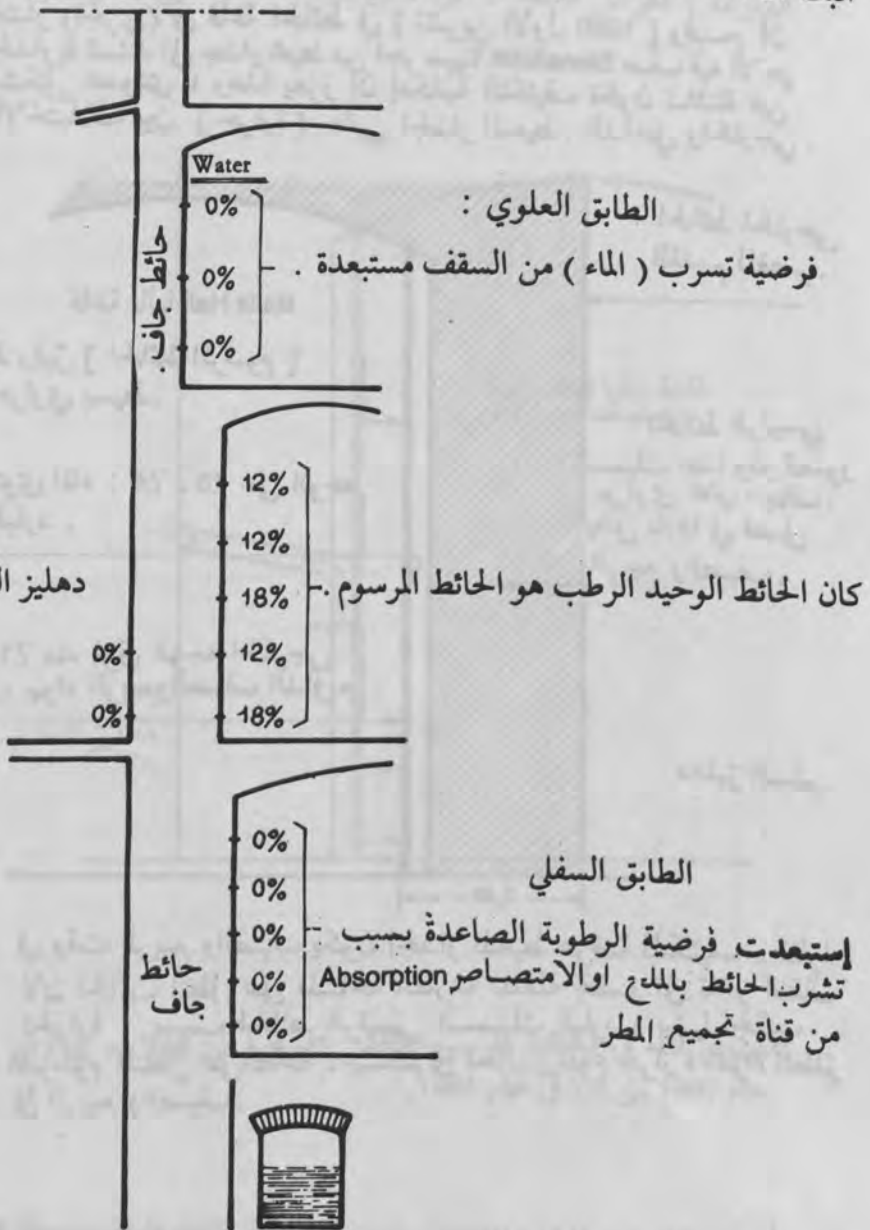 Water
0%
0%
0%
حائط جاف .
الطابق العلوي :
فرضية تسرب ( الماء ) من السقف مستبعدة .
12%
12%
18%
12%
18%
كان الحائط الوحيد الرطب هو الحائط المرسوم .
دهليز
0%
0%
0%
0%
0%
0%
0%
حائط
جاف
الطابق السفلي
إستبعدت فرضية الرطوبة الصاعدة بسبب
تشرب الحائط بالملح او الامتصاص Absorption
من قناة تجميع المطر